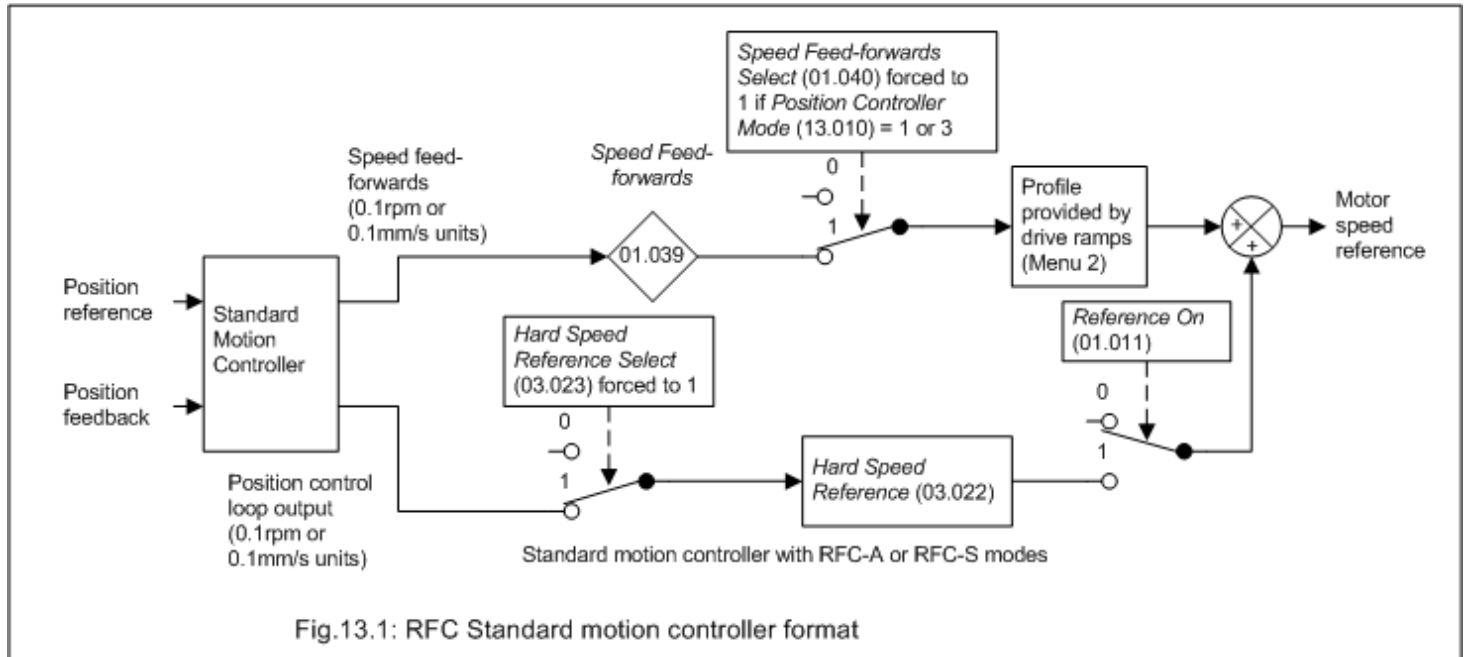 Speed Feed-forwards
Select (01.040) forced to
1 if Position Controller
Mode (13.010) = 1 or 3
Speed feed-
forwards
(0.1rpm or
0.1mm/s units)
Speed Feed-
forwards
01.039
0
1
Profile
provided by
drive ramps
(Menu 2)
+
+
Motor
speed
reference
Position
reference
Position
feedback
Standard
Motion
Controller
Hard Speed
Reference Select
(03.023) forced to 1
0
1
Position control
loop output
(0.1rpm or
0.1mm/s units)
Hard Speed
Reference (03.022)
Reference On
(01.011)
0
1
Standard motion controller with RFC-A or RFC-S modes
Fig.13.1: RFC Standard motion controller format